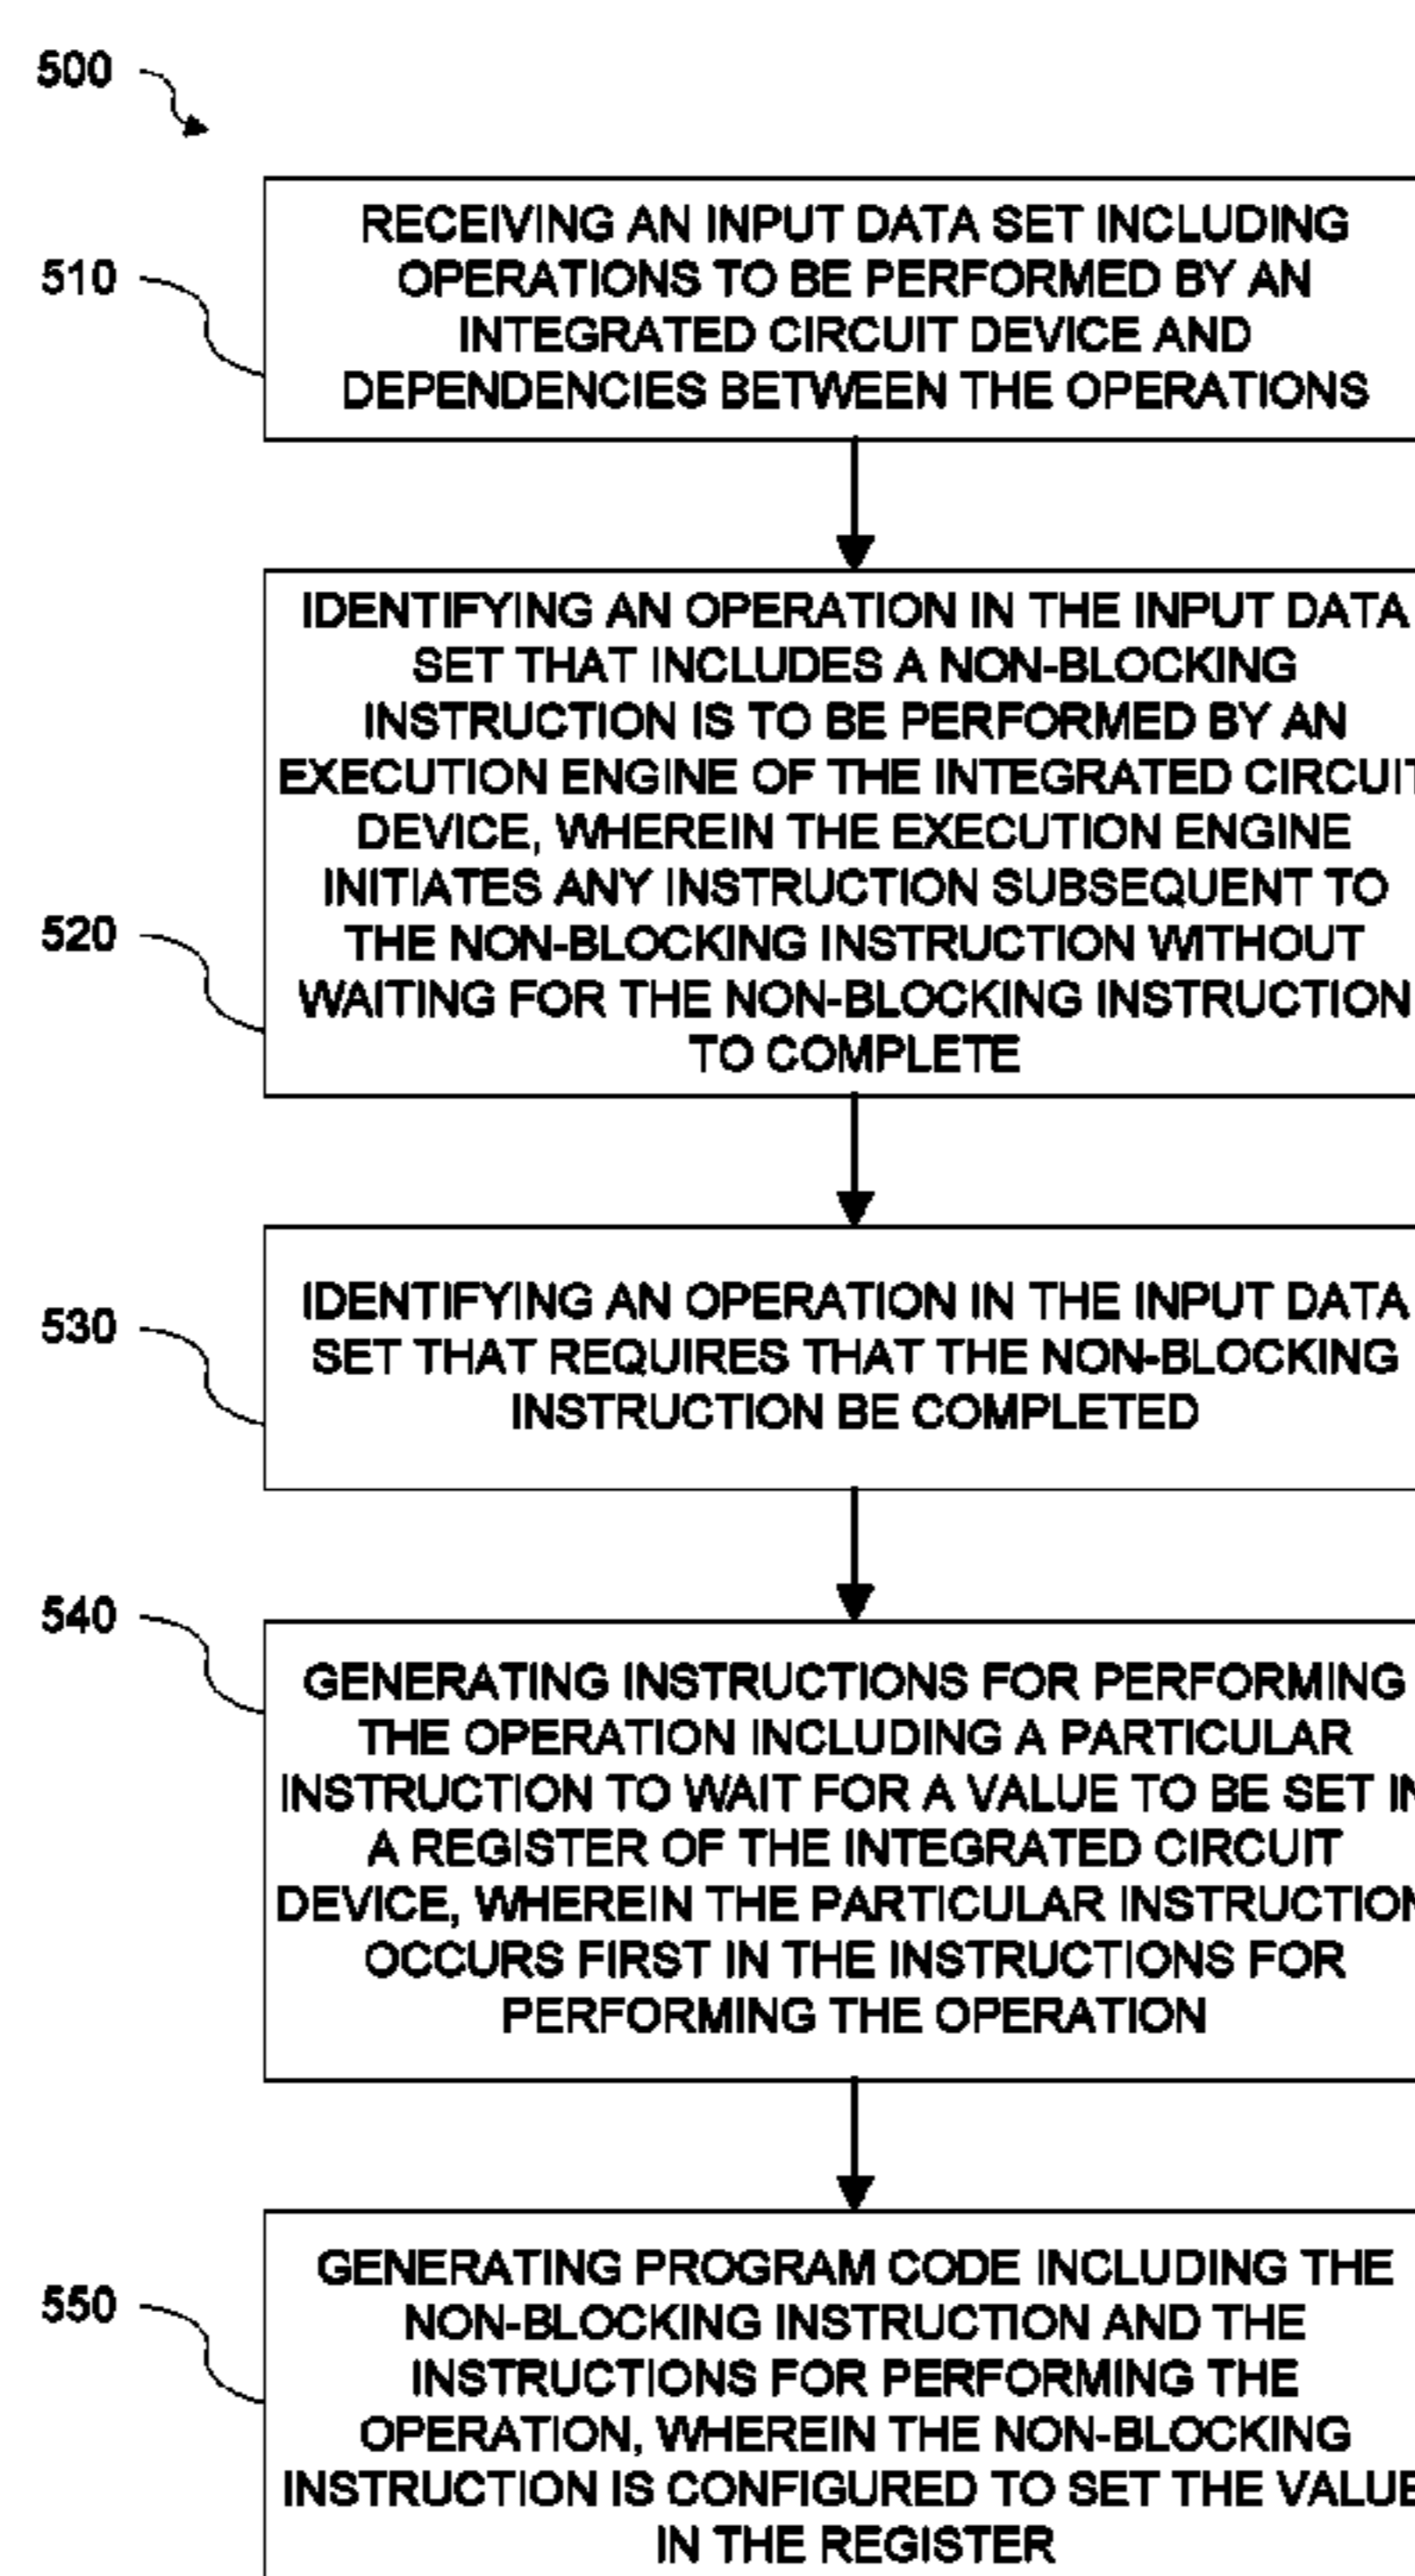 500
510
RECEIVING AN INPUT DATA SET INCLUDING
OPERATIONS TO BE PERFORMED BY AN
INTEGRATED CIRCUIT DEVICE AND
DEPENDENCIES BETWEEN THE OPERATIONS
520
IDENTIFYING AN OPERATION IN THE INPUT DATA
SET THAT INCLUDES A NON-BLOCKING
INSTRUCTION IS TO BE PERFORMED BY AN
EXECUTION ENGINE OF THE INTEGRATED CIRCUIT
DEVICE, WHEREIN THE EXECUTION ENGINE
INITIATES ANY INSTRUCTION SUBSEQUENT TO
THE NON-BLOCKING INSTRUCTION WITHOUT
WAITING FOR THE NON-BLOCKING INSTRUCTION
TO COMPLETE
530
IDENTIFYING AN OPERATION IN THE INPUT DATA
SET THAT REQUIRES THAT THE NON-BLOCKING
INSTRUCTION BE COMPLETED
540
GENERATING INSTRUCTIONS FOR PERFORMING
THE OPERATION INCLUDING A PARTICULAR
INSTRUCTION TO WAIT FOR A VALUE TO BE SET IN
A REGISTER OF THE INTEGRATED CIRCUIT
DEVICE, WHEREIN THE PARTICULAR INSTRUCTION
OCCURS FIRST IN THE INSTRUCTIONS FOR
PERFORMING THE OPERATION
550
GENERATING PROGRAM CODE INCLUDING THE
NON-BLOCKING INSTRUCTION AND THE
INSTRUCTIONS FOR PERFORMING THE
OPERATION, WHEREIN THE NON-BLOCKING
INSTRUCTION IS CONFIGURED TO SET THE VALUE
IN THE REGISTER